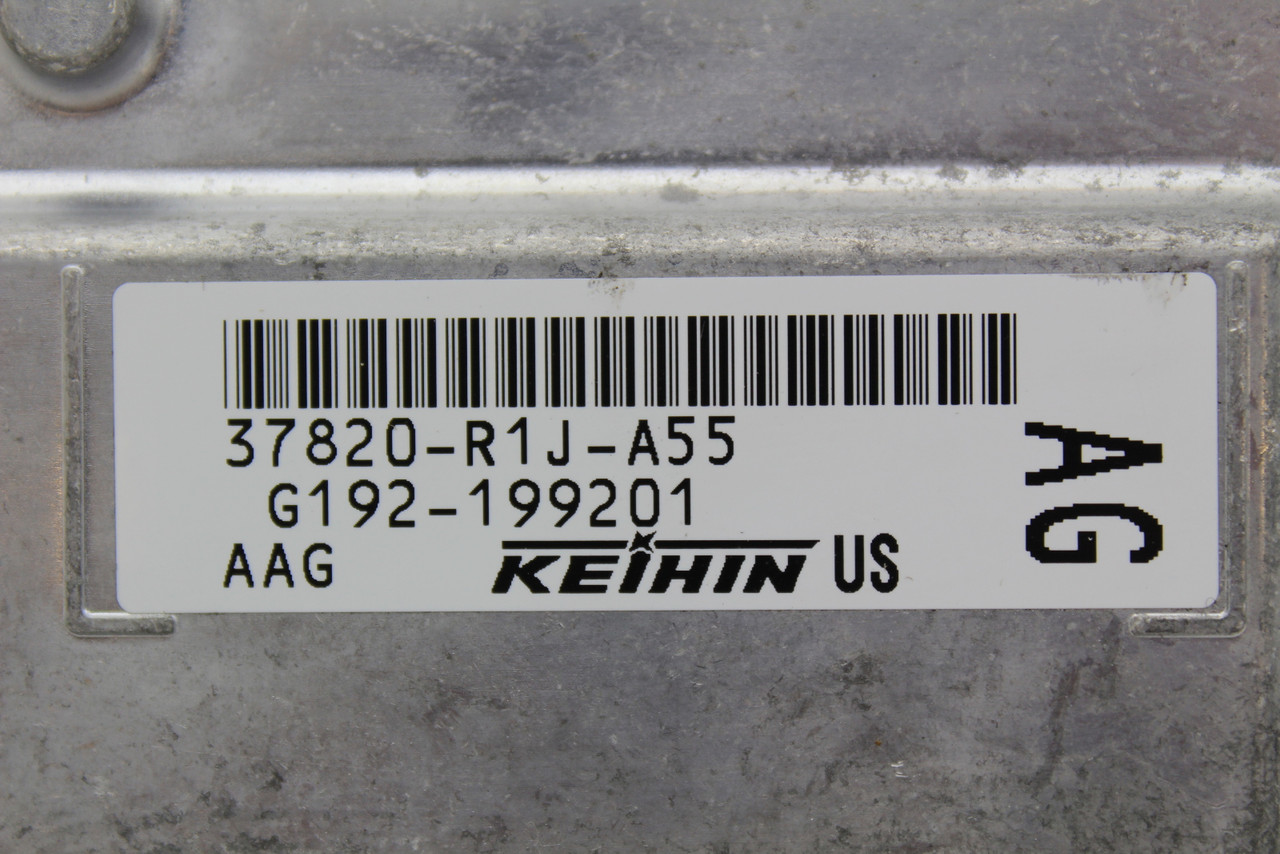 37820-R1J-A55
G192-199201
AAG KEIHIN US
AG